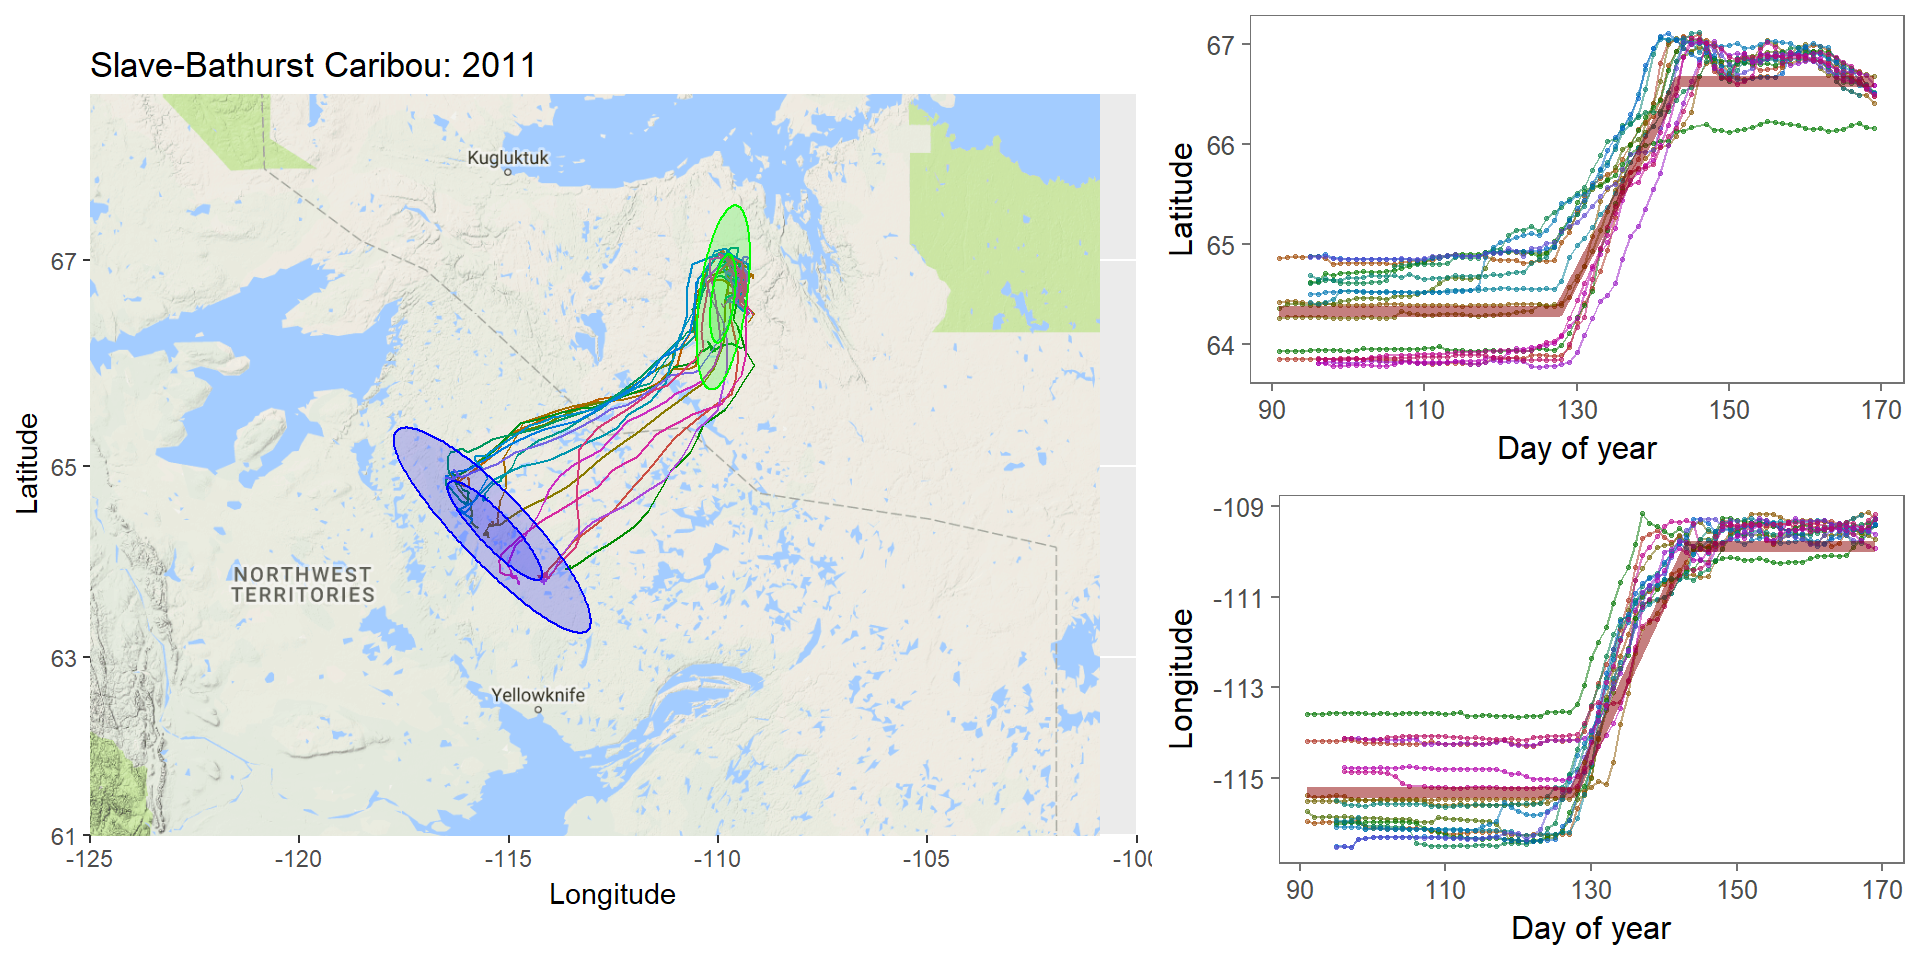 Slave-Bathurst Caribou: 2011
Kugluktuk
NORTHWEST
TERRITORIES
Yellowknife
Latitude
67
65
63
61
-125
-120
-115
-110
-105
-100
Longitude
Latitude
67
66
65
64
90
110
130
150
170
Day of year
Longitude
-109
-111
-113
-115
90
110
130
150
170
Day of year